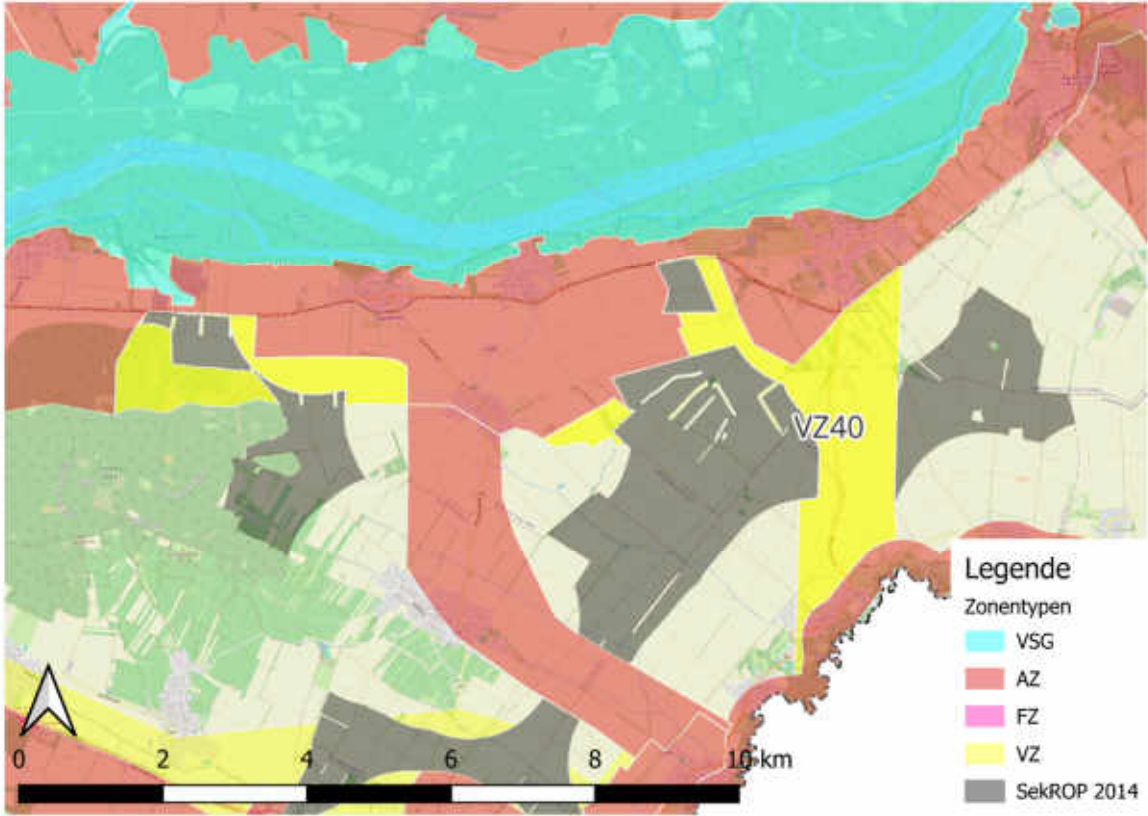 VZ40
Legende
Zonentypen
VSG
AZ
FZ
VZ
SekROP 2014
0 2 4 6 8 10 km